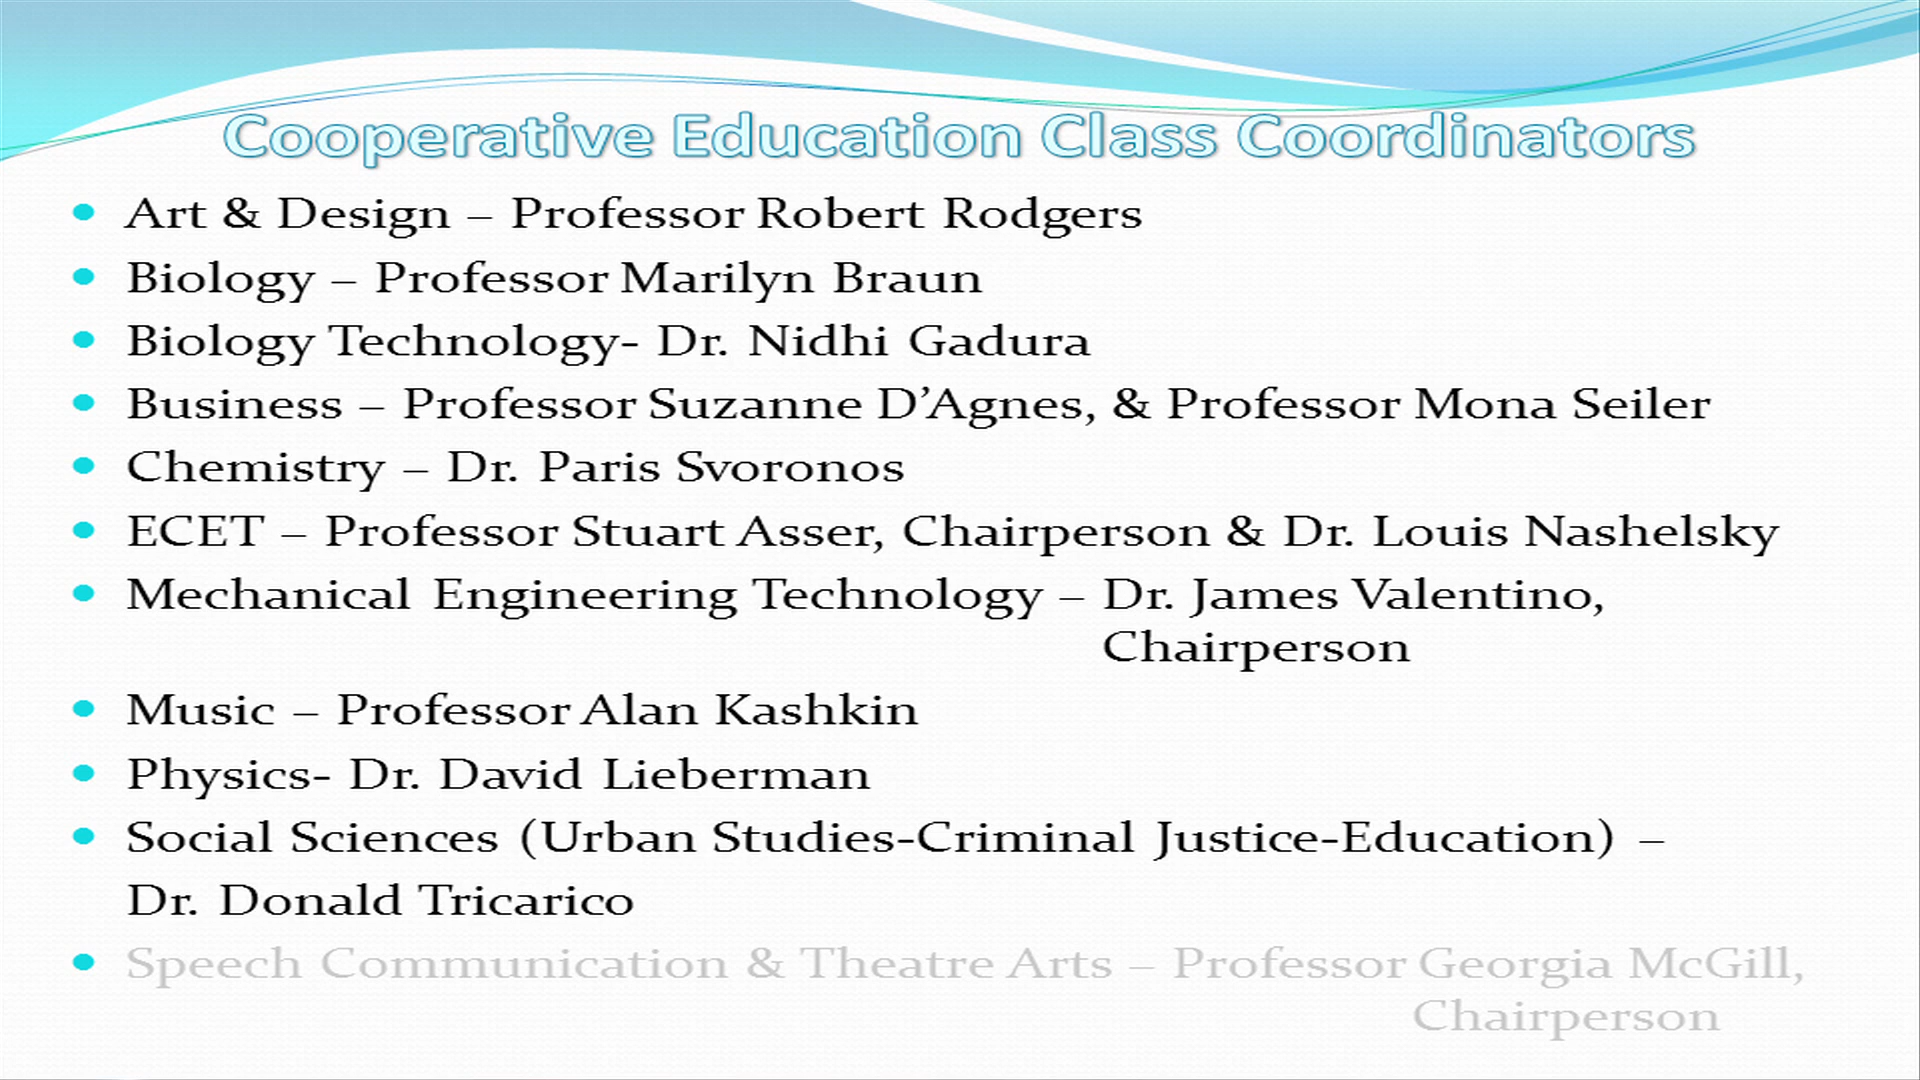 Cooperative Education Class Coordinators
• Art & Design – Professor Robert Rodgers
• Biology – Professor Marilyn Braun
• Biology Technology- Dr. Nidhi Gadura
• Business – Professor Suzanne D’Agnes, & Professor Mona Seiler
• Chemistry – Dr. Paris Svoronos
• ECET – Professor Stuart Asser, Chairperson & Dr. Louis Nashelsky
• Mechanical Engineering Technology – Dr. James Valentino,
Chairperson
• Music – Professor Alan Kashkin
• Physics- Dr. David Lieberman
• Social Sciences (Urban Studies-Criminal Justice-Education) –
Dr. Donald Tricarico
• Speech Communication & Theatre Arts – Professor Georgia McGill,
Chairperson